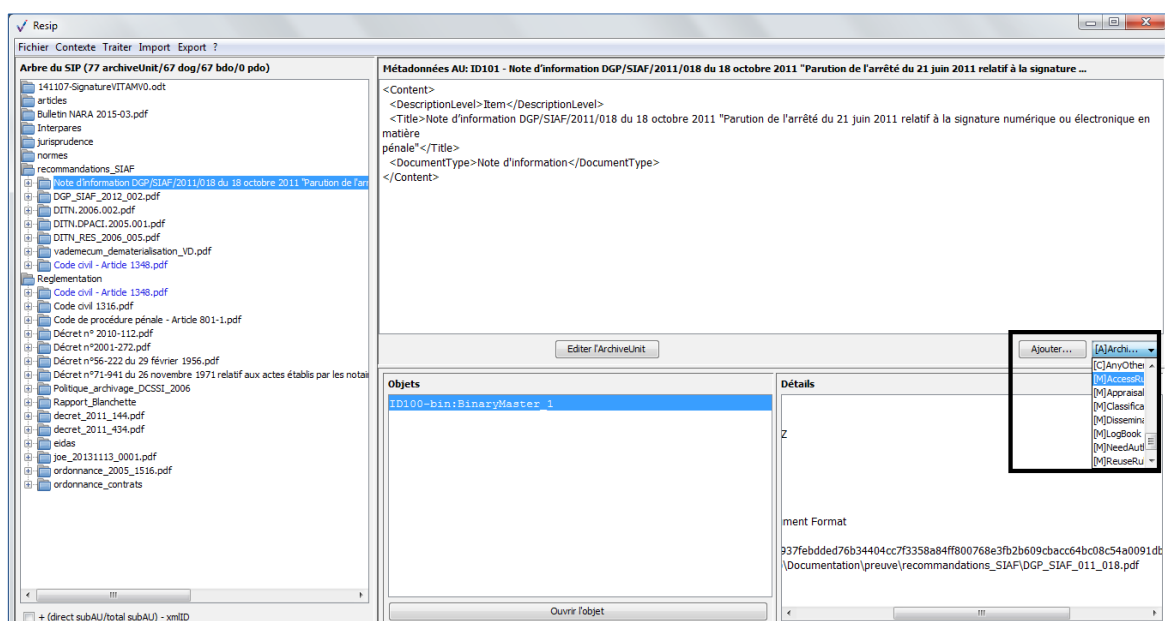 Resip
Fichier Contexte Traiter Import Export ?
Arbre du SIP (77 archiveUnit/67 dog/67 bdo/0 pdo)
141107-SignatureVITAMV0.odt
articles
Bulletin NARA 2015-03.pdf
Interpares
jurisprudence
normes
recommandations_SIAF
Note d'information DGP/SIAF/2011/018 du 18 octobre 2011 "Parution de l'arr
DGP_SIAF_2012_002.pdf
DITN.2006.002.pdf
DITN.DPACI.2005.001.pdf
DITN_RES_2006_005.pdf
vademecum_dematerialisation_VD.pdf
Code civil - Article 1348.pdf
Reglementation
Code civil - Article 1348.pdf
Code civil 1316.pdf
Code de procédure pénale - Article 801-1.pdf
Décret n° 2010-112.pdf
Décret n°2001-272.pdf
Décret n°56-222 du 29 février 1956.pdf
Décret n°71-941 du 26 novembre 1971 relatif aux actes établis par les notai
Politique_archivage_DCSSI_2006
Rapport_Blanchette
decret_2011_144.pdf
decret_2011_434.pdf
eidas
joe_20131113_0001.pdf
ordonnance_2005_1516.pdf
ordonnance_contrats
+ (direct subAU/total subAU) - xmlID
Métadonnées AU: ID101 - Note d'information DGP/SIAF/2011/018 du 18 octobre 2011 "Parution de l'arrêté du 21 juin 2011 relatif à la signature ...
<Content>
<DescriptionLevel>Item</DescriptionLevel>
<Title>Note d'information DGP/SIAF/2011/018 du 18 octobre 2011 "Parution de l'arrêté du 21 juin 2011 relatif à la signature numérique ou électronique en
matière
pénale"</Title>
<DocumentType>Note d'information</DocumentType>
</Content>
Editer l'ArchiveUnit
Ajouter...
[A]Archi...
[C]AnyOther
[M]AccessRu
[M]Appraisal
[M]Classifica
[M]Dissemina
[M]LogBook
[M]NeedAuth
[M]ReuseRu
Objets
ID100-bin:BinaryMaster_1
Ouvrir l'objet
Détails
Z
ment Format
937febdded76b34404cc7f3358a84ff800768e3fb2b609cbacc64bc08c54a0091db
\Documentation\preuve\recommandations_SIAF\DGP_SIAF_011_018.pdf